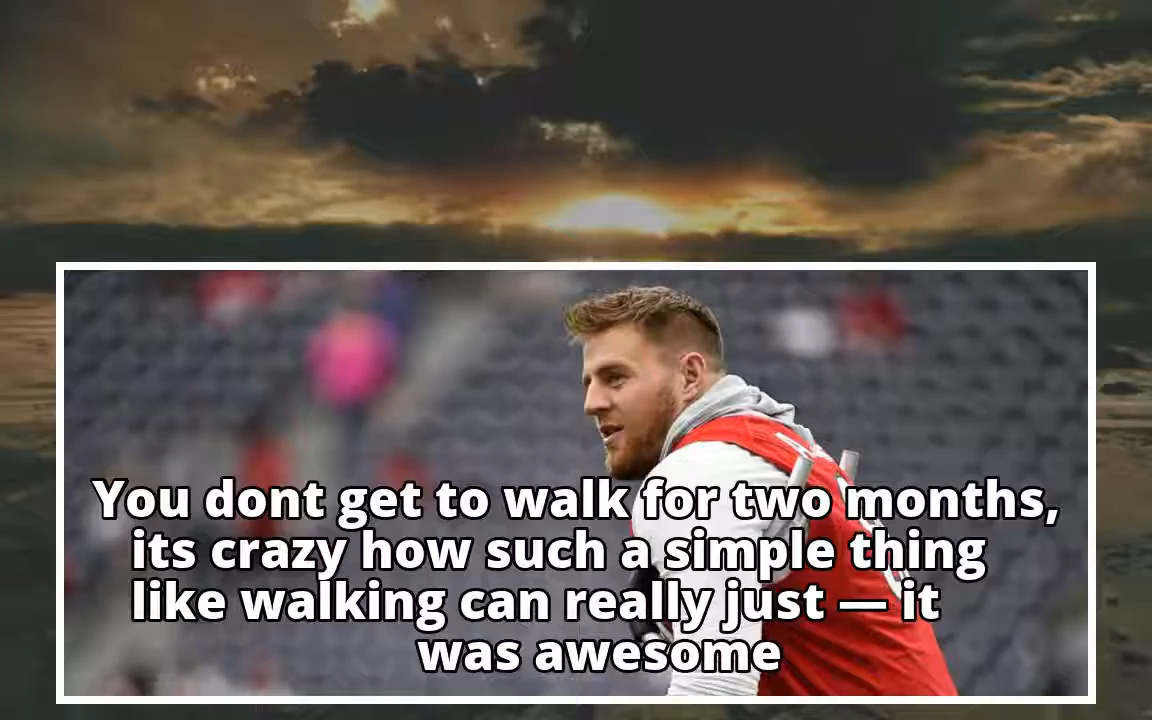 You dont get to walk for two months,
its crazy how such a simple thing
like walking can really just — it
was awesome